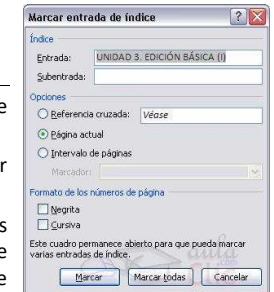 Marcar entrada de índice
Índice
Entrada: UNIDAD 3. EDICIÓN BÁSICA (I)
Subentrada:
Opciones
Referencia cruzada: Véase
Página actual
Intervalo de páginas
Marcador:
Formato de los números de página
Negrita
Cursiva
Este cuadro permanece abierto para que pueda marcar
varias entradas de índice.
Marcar Marcar todas Cancelar
aula
e
r
s
e
e